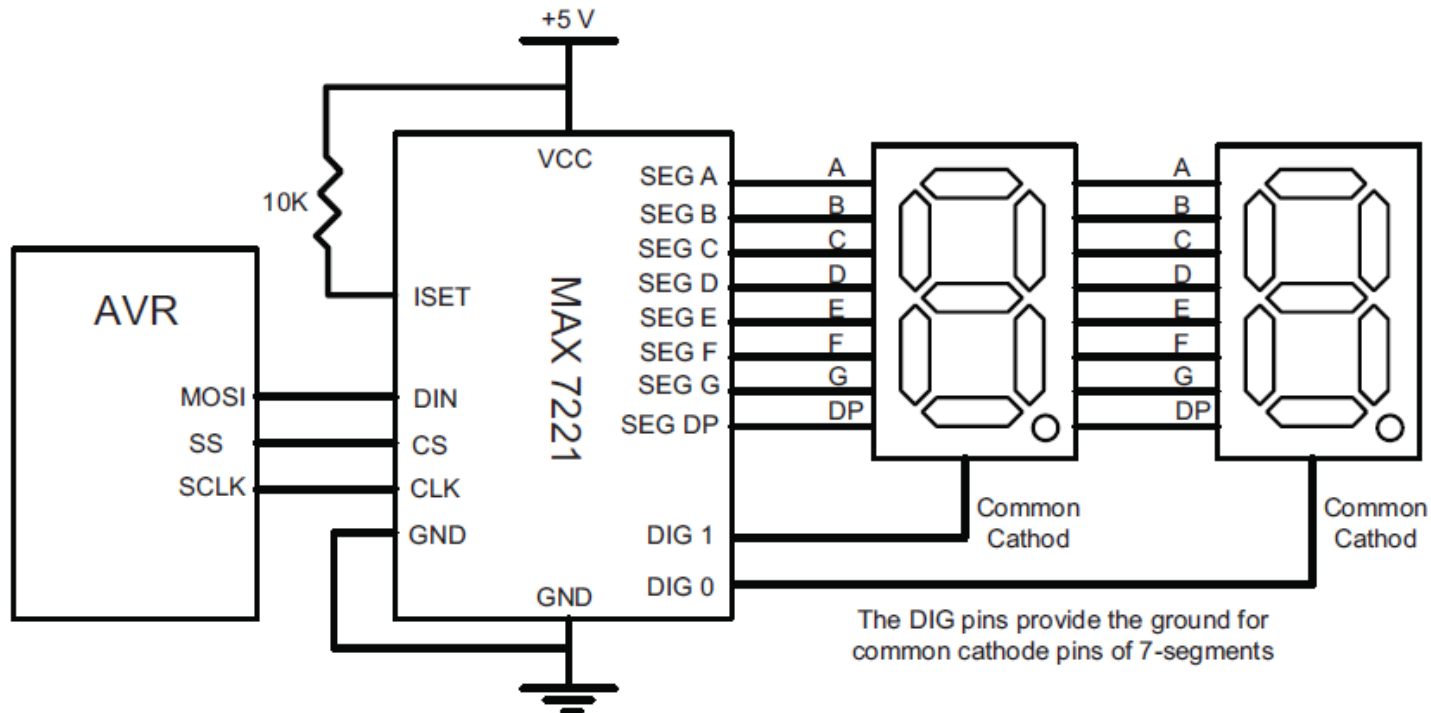 +5 V
10K
AVR
MOSI
SS
SCLK
VCC
ISET
DIN
CS
CLK
GND
GND
MAX 7221
SEG A
SEG B
SEG C
SEG D
SEG E
SEG F
SEG G
SEG DP
DIG 1
DIG 0
A
B
C
D
E
F
G
DP
A
B
C
D
E
F
G
DP
Common
Cathod
Common
Cathod
The DIG pins provide the ground for
common cathode pins of 7-segments